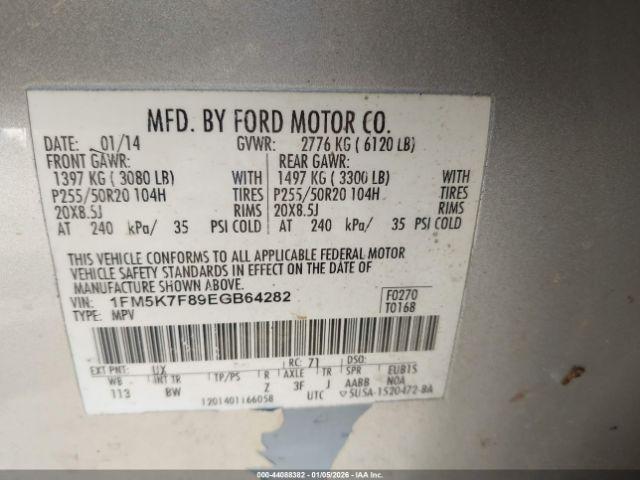 MFD. BY FORD MOTOR CO.
DATE: 01/14 GVWR: 2776 KG ( 6120 LB)
FRONT GAWR: REAR GAWR:
1397 KG ( 3080 LB) WITH 1497 KG ( 3300 LB) WITH
P255/50R20 104H TIRES P255/50R20 104H TIRES
20X8.5J RIMS 20X8.5J RIMS
AT 240 kPa/ 35 PSI COLD AT 240 kPa/ 35 PSI COLD
THIS VEHICLE CONFORMS TO ALL APPLICABLE FEDERAL MOTOR
VEHICLE SAFETY STANDARDS IN EFFECT ON THE DATE OF
MANUFACTURE SHOWN ABOVE.
VIN: 1FM5K7F89EGB64282 F0270
TYPE: MPV T0168
EXT PNT: UX RC: 71 DSO:
WB INT TR TP/PS R AXLE TR SPR EUB1S
113 BW Z 3F J AABB NOA
1201401166058 UTC ▽5USA-1520472-BA
000-44088382 | 01/05/2026 - Copyright © IAA, Inc.